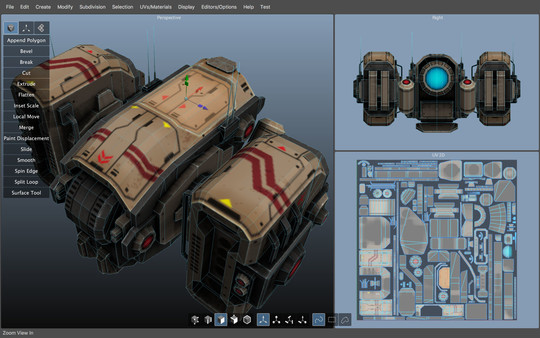 File Edit Create Modify Subdivision Selection UVs/Materials Display Editors/Options Help Test
Perspective
Right
Append Polygon
Bevel
Break
Cut
Extrude
Flatten
Inset Scale
Local Move
Merge
Paint Displacement
Slide
Smooth
Spin Edge
Split Loop
Surface Tool
UV 2D
Zoom View In